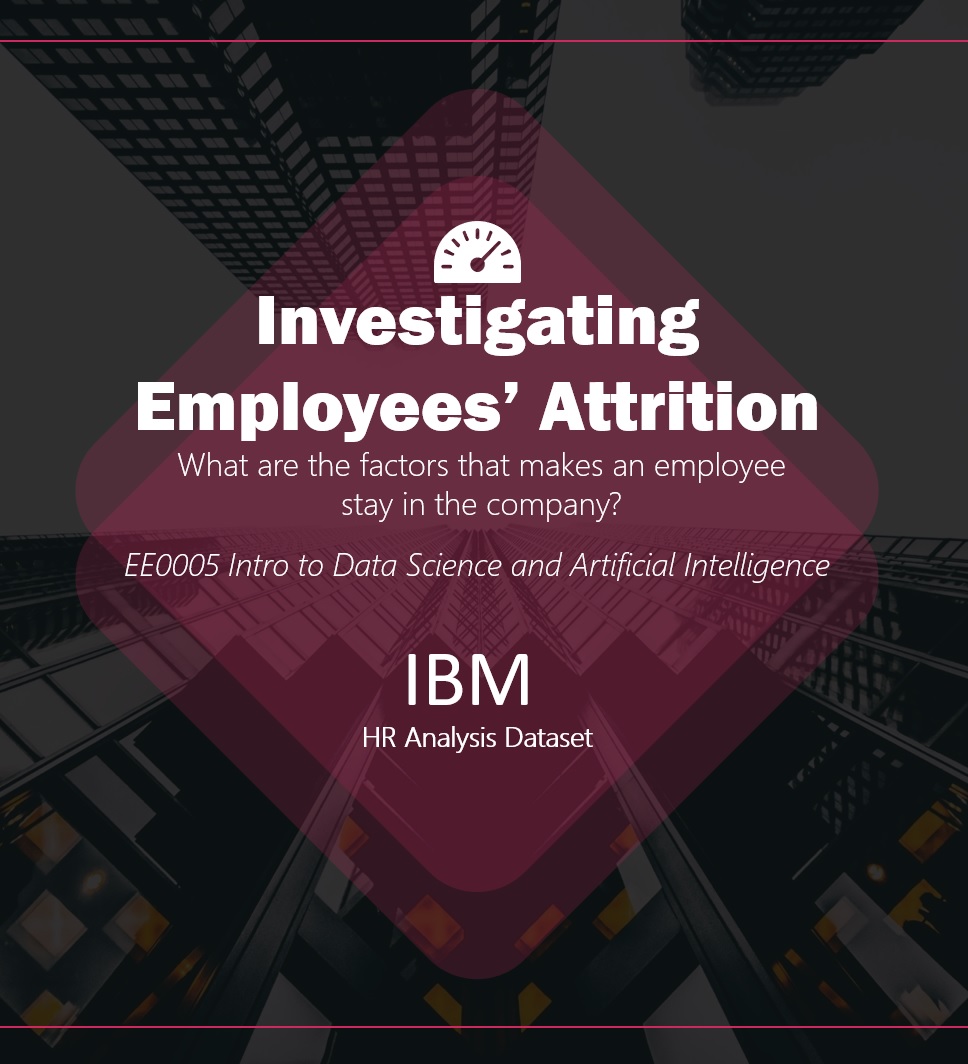 Investigating
Employees’ Attrition
What are the factors that makes an employee
stay in the company?
EE0005 Intro to Data Science and Artificial Intelligence
IBM
HR Analysis Dataset